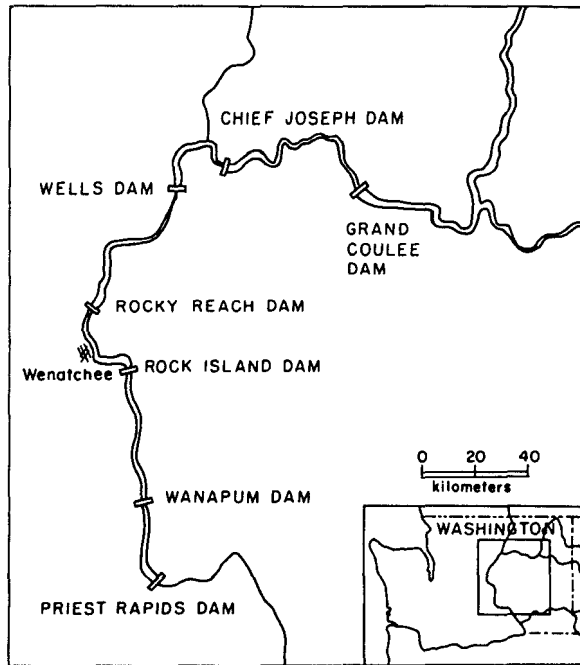 CHIEF JOSEPH DAM
WELLS DAM
GRAND
COULEE
DAM
ROCKY REACH DAM
Wenatchee
ROCK ISLAND DAM
0 20 40
kilometers
WANAPUM DAM
WASHINGTON
PRIEST RAPIDS DAM